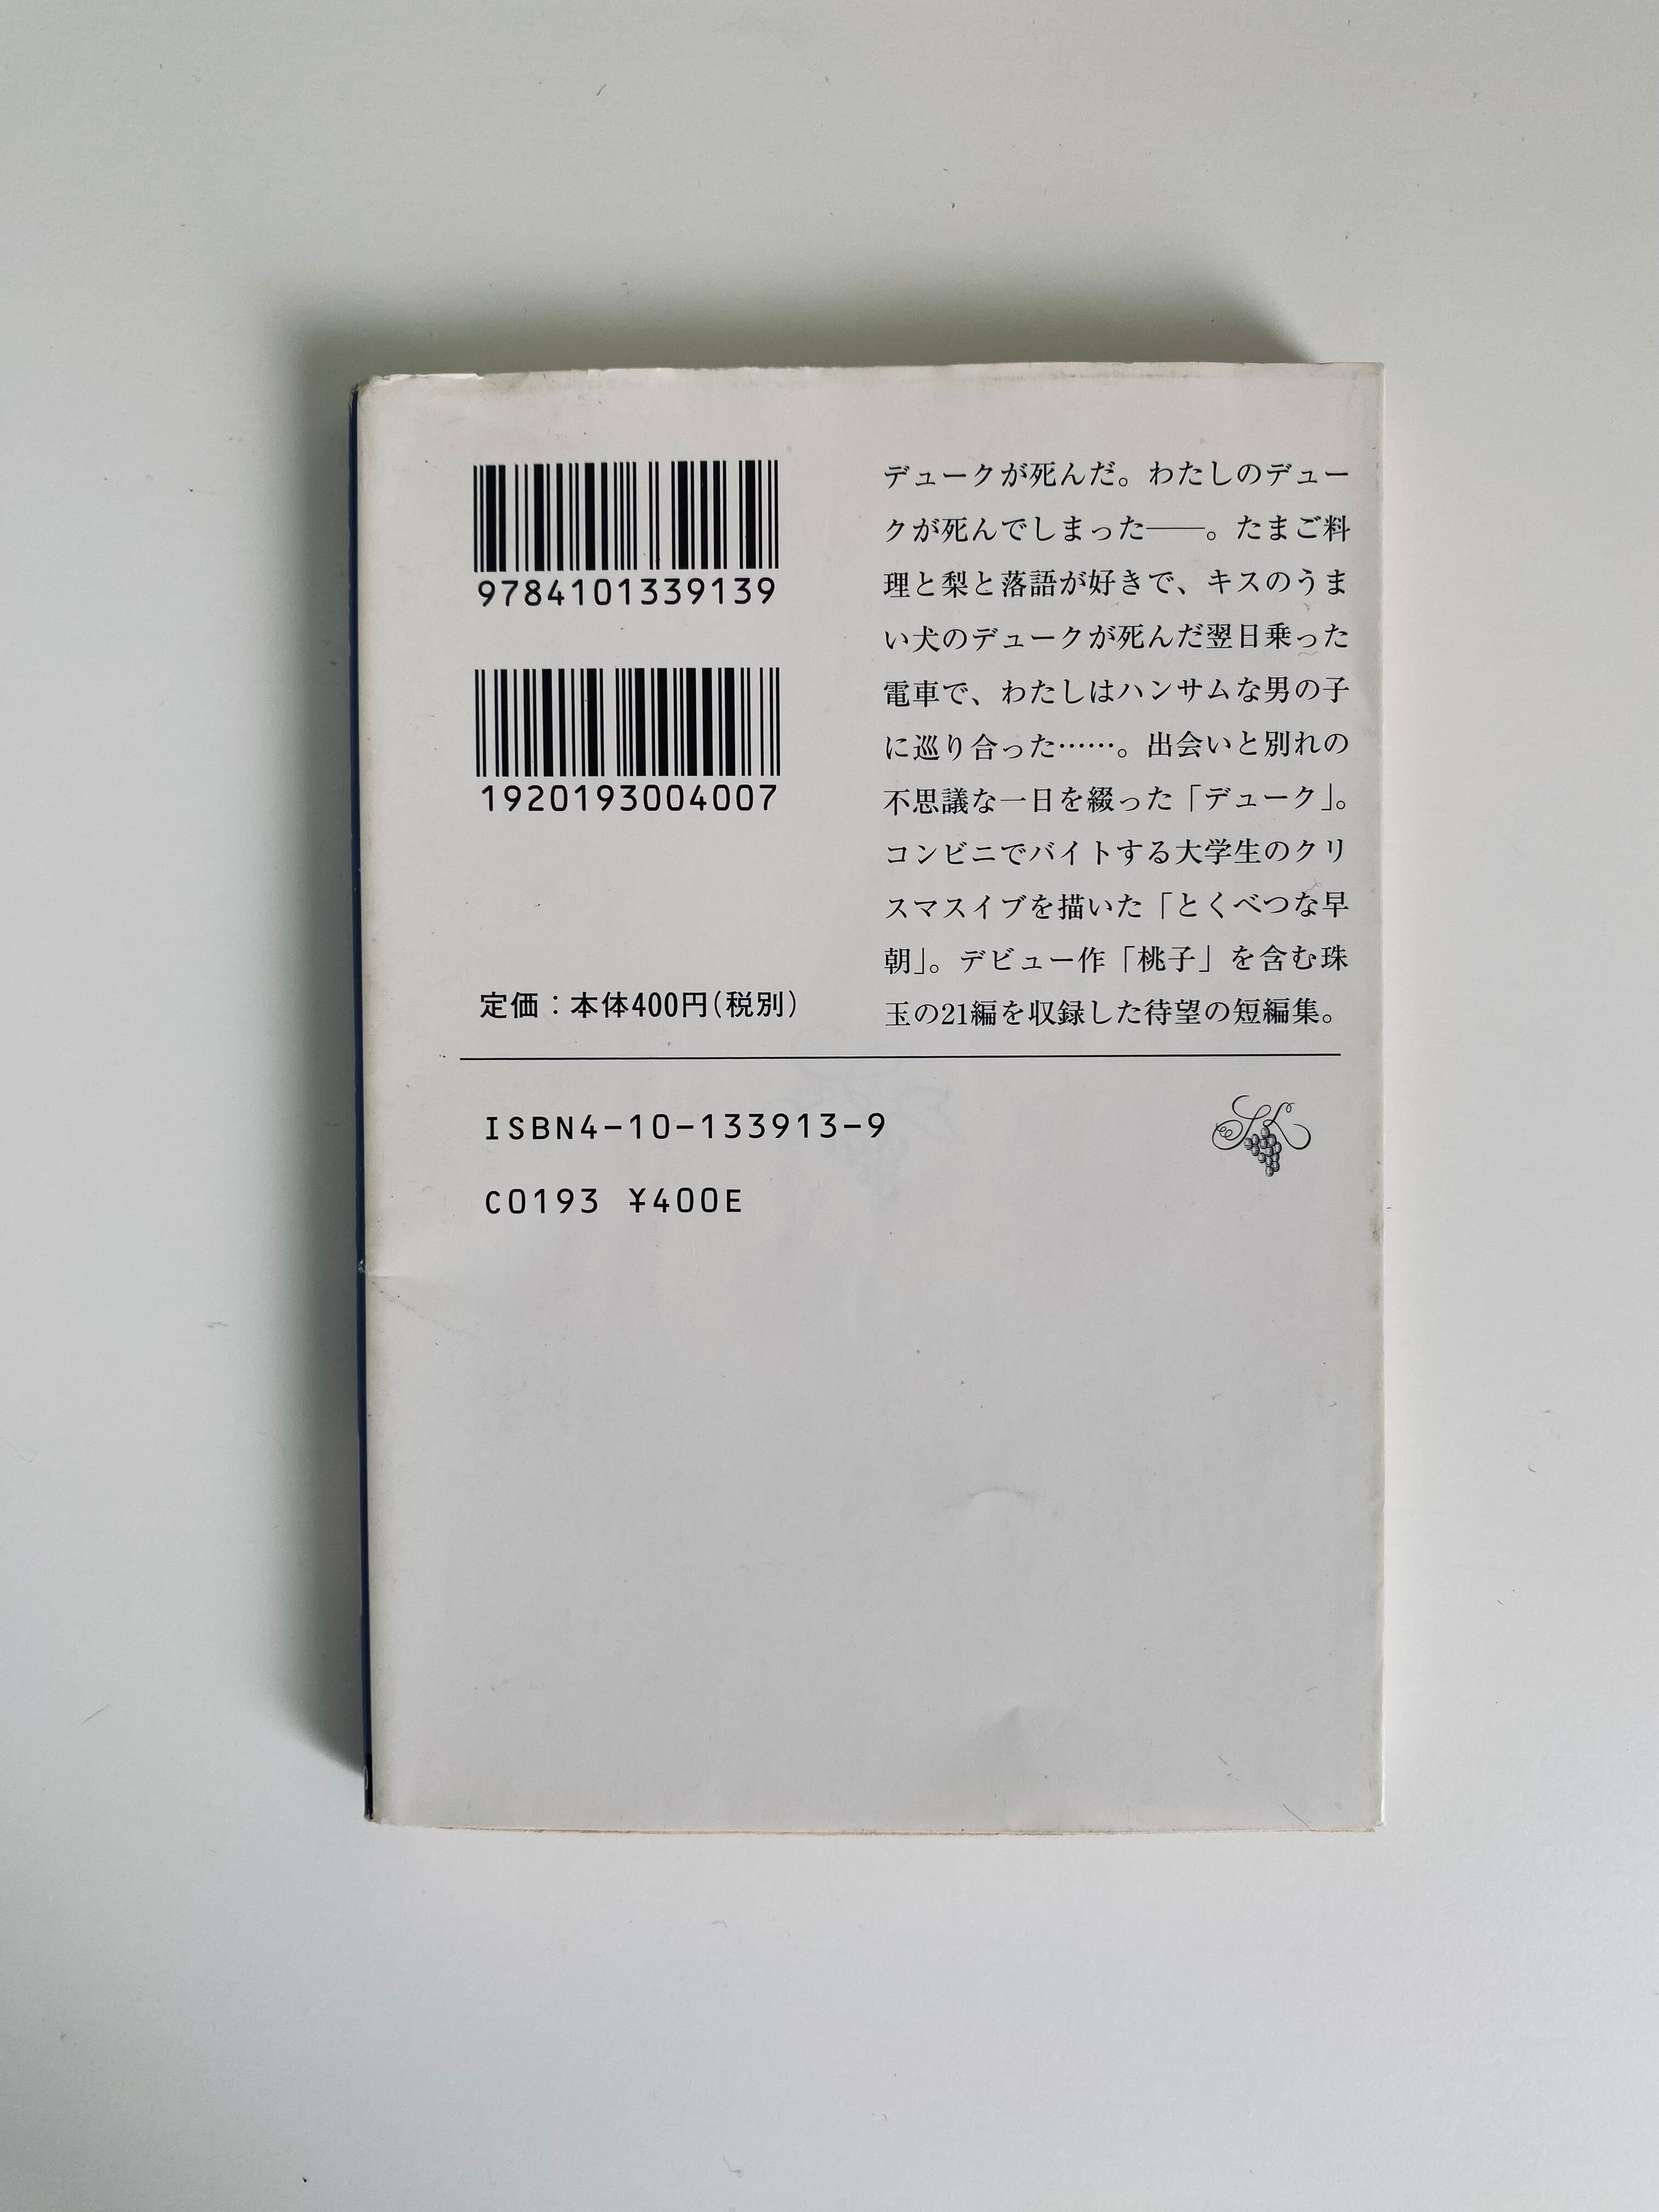 9784101339139
1920193004007
定価：本体400円(税別)
デュークが死んだ。わたしのデュー
クが死んでしまった――。たまご料
理と梨と落語が好きで、キスのうま
い犬のデュークが死んだ翌日乗った
電車で、わたしはハンサムな男の子
に巡り合った……。出会いと別れの
不思議な一日を綴った「デューク」。
コンビニでバイトする大学生のクリ
スマスイブを描いた「とくべつな早
朝」。デビュー作「桃子」を含む珠
玉の21編を収録した待望の短編集。
ISBN4-10-133913-9
C0193 ¥400E